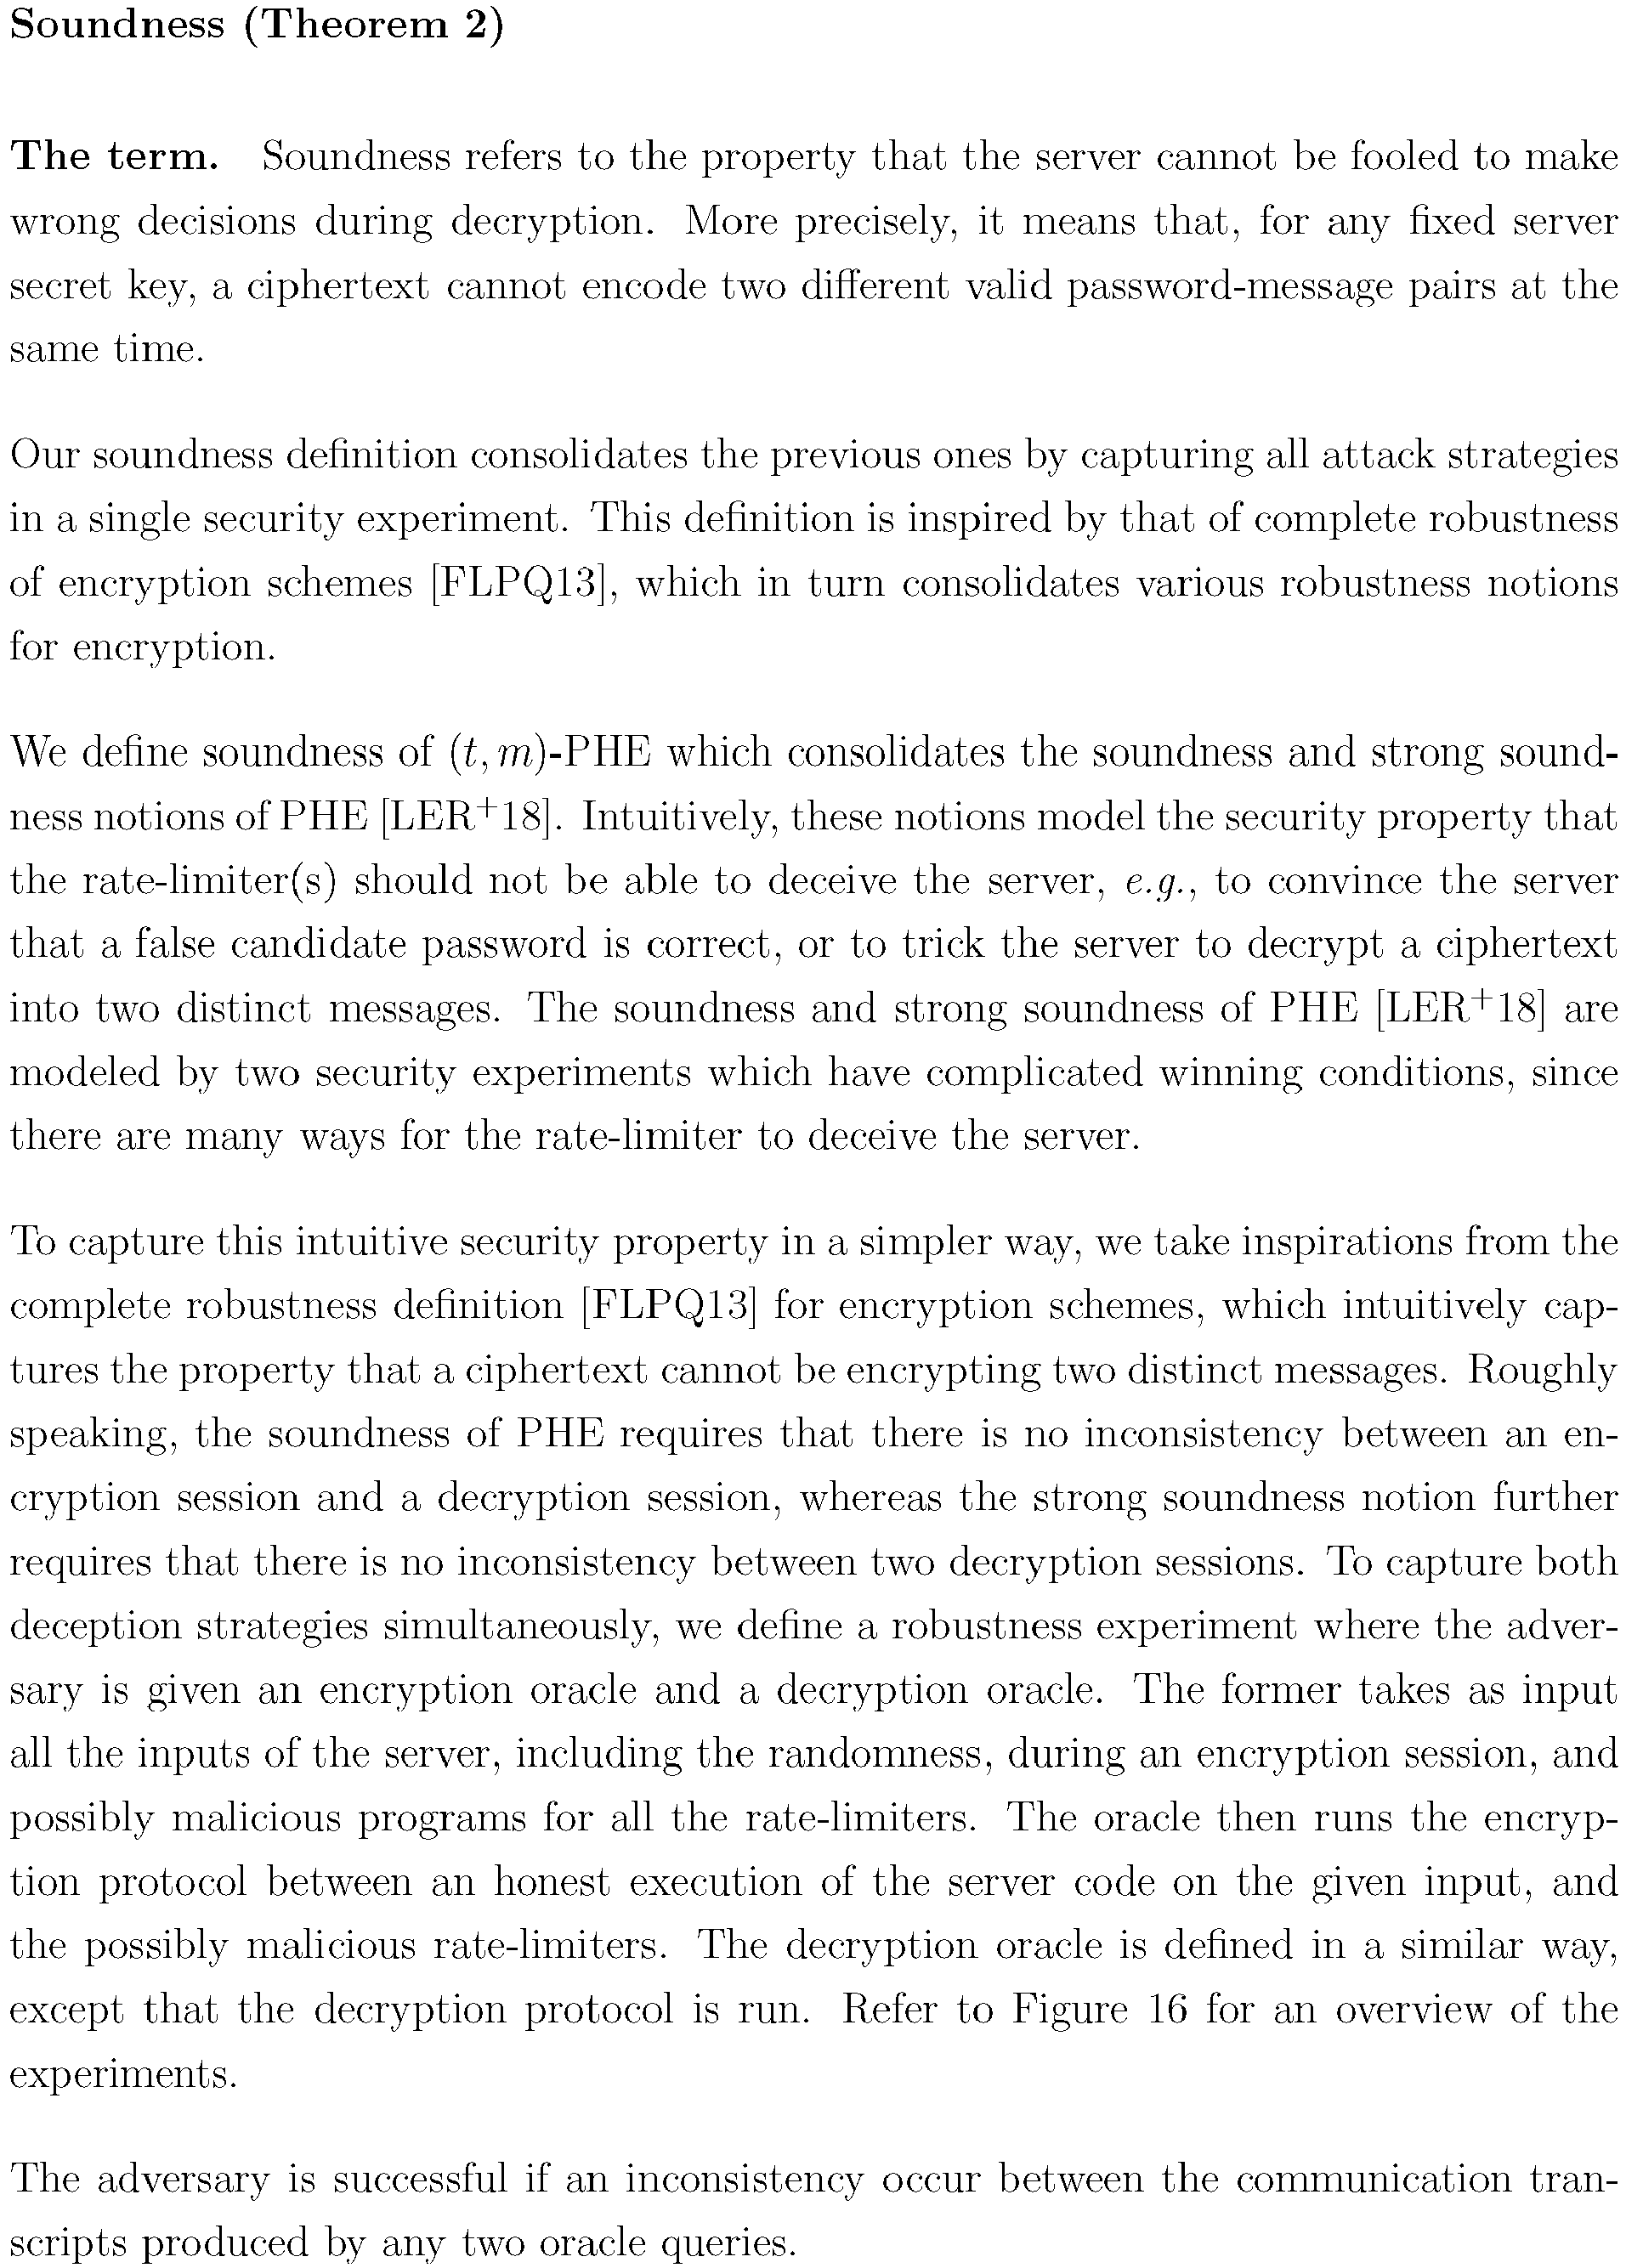 Soundness (Theorem 2)
The term. Soundness refers to the property that the server cannot be fooled to make
wrong decisions during decryption. More precisely, it means that, for any fixed server
secret key, a ciphertext cannot encode two different valid password-message pairs at the
same time.
Our soundness definition consolidates the previous ones by capturing all attack strategies
in a single security experiment. This definition is inspired by that of complete robustness
of encryption schemes [FLPQ13], which in turn consolidates various robustness notions
for encryption.
We define soundness of (t, m)-PHE which consolidates the soundness and strong sound-
ness notions of PHE [LER⁺18]. Intuitively, these notions model the security property that
the rate-limiter(s) should not be able to deceive the server, e.g., to convince the server
that a false candidate password is correct, or to trick the server to decrypt a ciphertext
into two distinct messages. The soundness and strong soundness of PHE [LER⁺18] are
modeled by two security experiments which have complicated winning conditions, since
there are many ways for the rate-limiter to deceive the server.
To capture this intuitive security property in a simpler way, we take inspirations from the
complete robustness definition [FLPQ13] for encryption schemes, which intuitively cap-
tures the property that a ciphertext cannot be encrypting two distinct messages. Roughly
speaking, the soundness of PHE requires that there is no inconsistency between an en-
cryption session and a decryption session, whereas the strong soundness notion further
requires that there is no inconsistency between two decryption sessions. To capture both
deception strategies simultaneously, we define a robustness experiment where the adver-
sary is given an encryption oracle and a decryption oracle. The former takes as input
all the inputs of the server, including the randomness, during an encryption session, and
possibly malicious programs for all the rate-limiters. The oracle then runs the encryp-
tion protocol between an honest execution of the server code on the given input, and
the possibly malicious rate-limiters. The decryption oracle is defined in a similar way,
except that the decryption protocol is run. Refer to Figure 16 for an overview of the
experiments.
The adversary is successful if an inconsistency occur between the communication tran-
scripts produced by any two oracle queries.